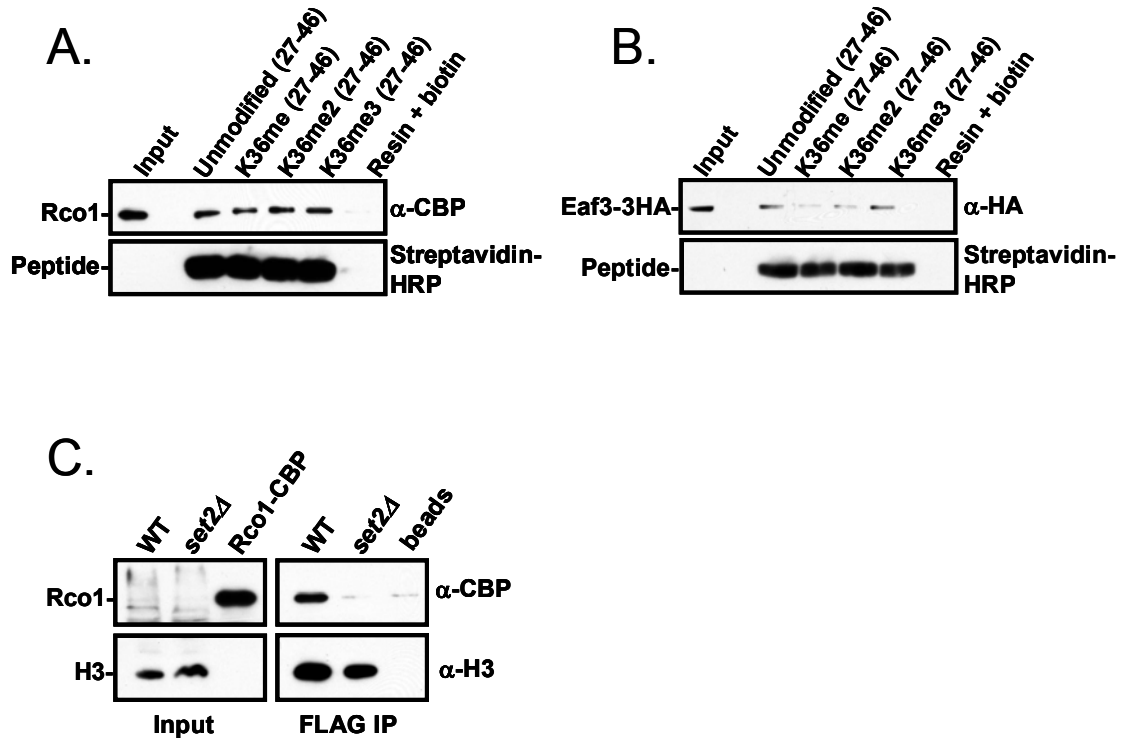 A.
Input
Unmodified (27-46)
K36me (27-46)
K36me2 (27-46)
K36me3 (27-46)
Resin + biotin
Rco1-
α-CBP
Peptide-
Streptavidin-
HRP
B.
Input
Unmodified (27-46)
K36me (27-46)
K36me2 (27-46)
K36me3 (27-46)
Resin + biotin
Eaf3-3HA-
α-HA
Peptide-
Streptavidin-
HRP
C.
WT
set2Δ
Rco1-CBP
WT
set2Δ
beads
Rco1-
α-CBP
H3-
α-H3
Input
FLAG IP